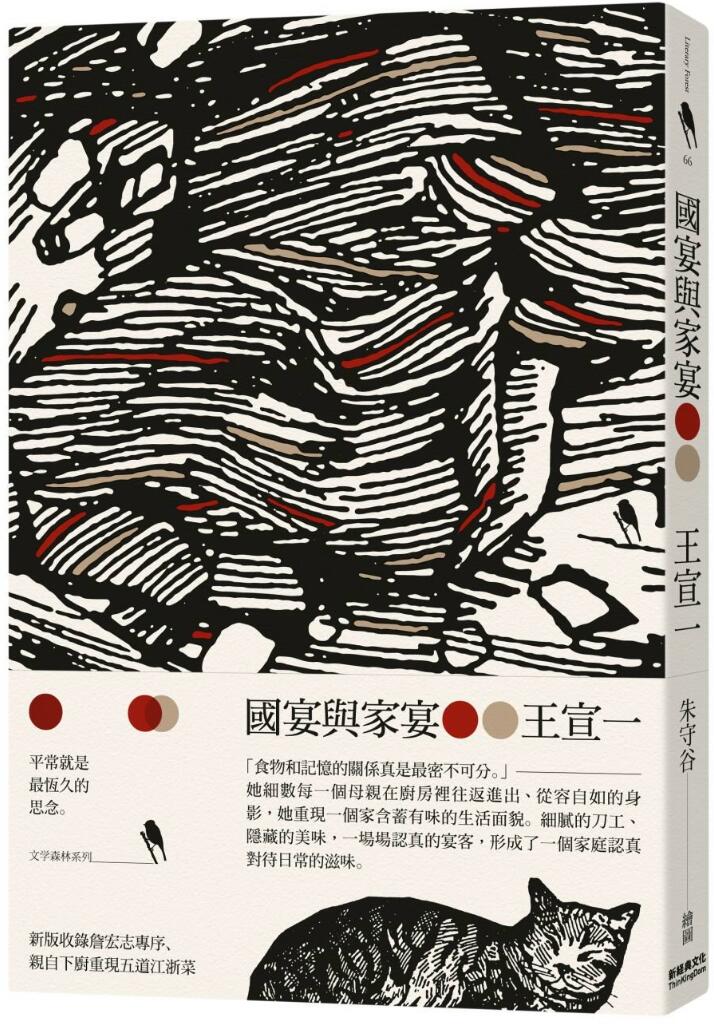 國宴與家宴 王宣一
平常就是
最恆久的
思念。
文学森林系列
新版收錄詹宏志專序、
親自下廚重現五道江浙菜
「食物和記憶的關係真是最密不可分。」
她細數每一個母親在廚房裡往返進出、從容自如的身
影，她重現一個家含蓄有味的生活面貌。細膩的刀工、
隱藏的美味，一場場認真的宴客，形成了一個家庭認真
對待日常的滋味。
Literary Forest
66
國宴與家宴
王宣一
朱守谷
繪圖
新經典文化
ThinKingDom